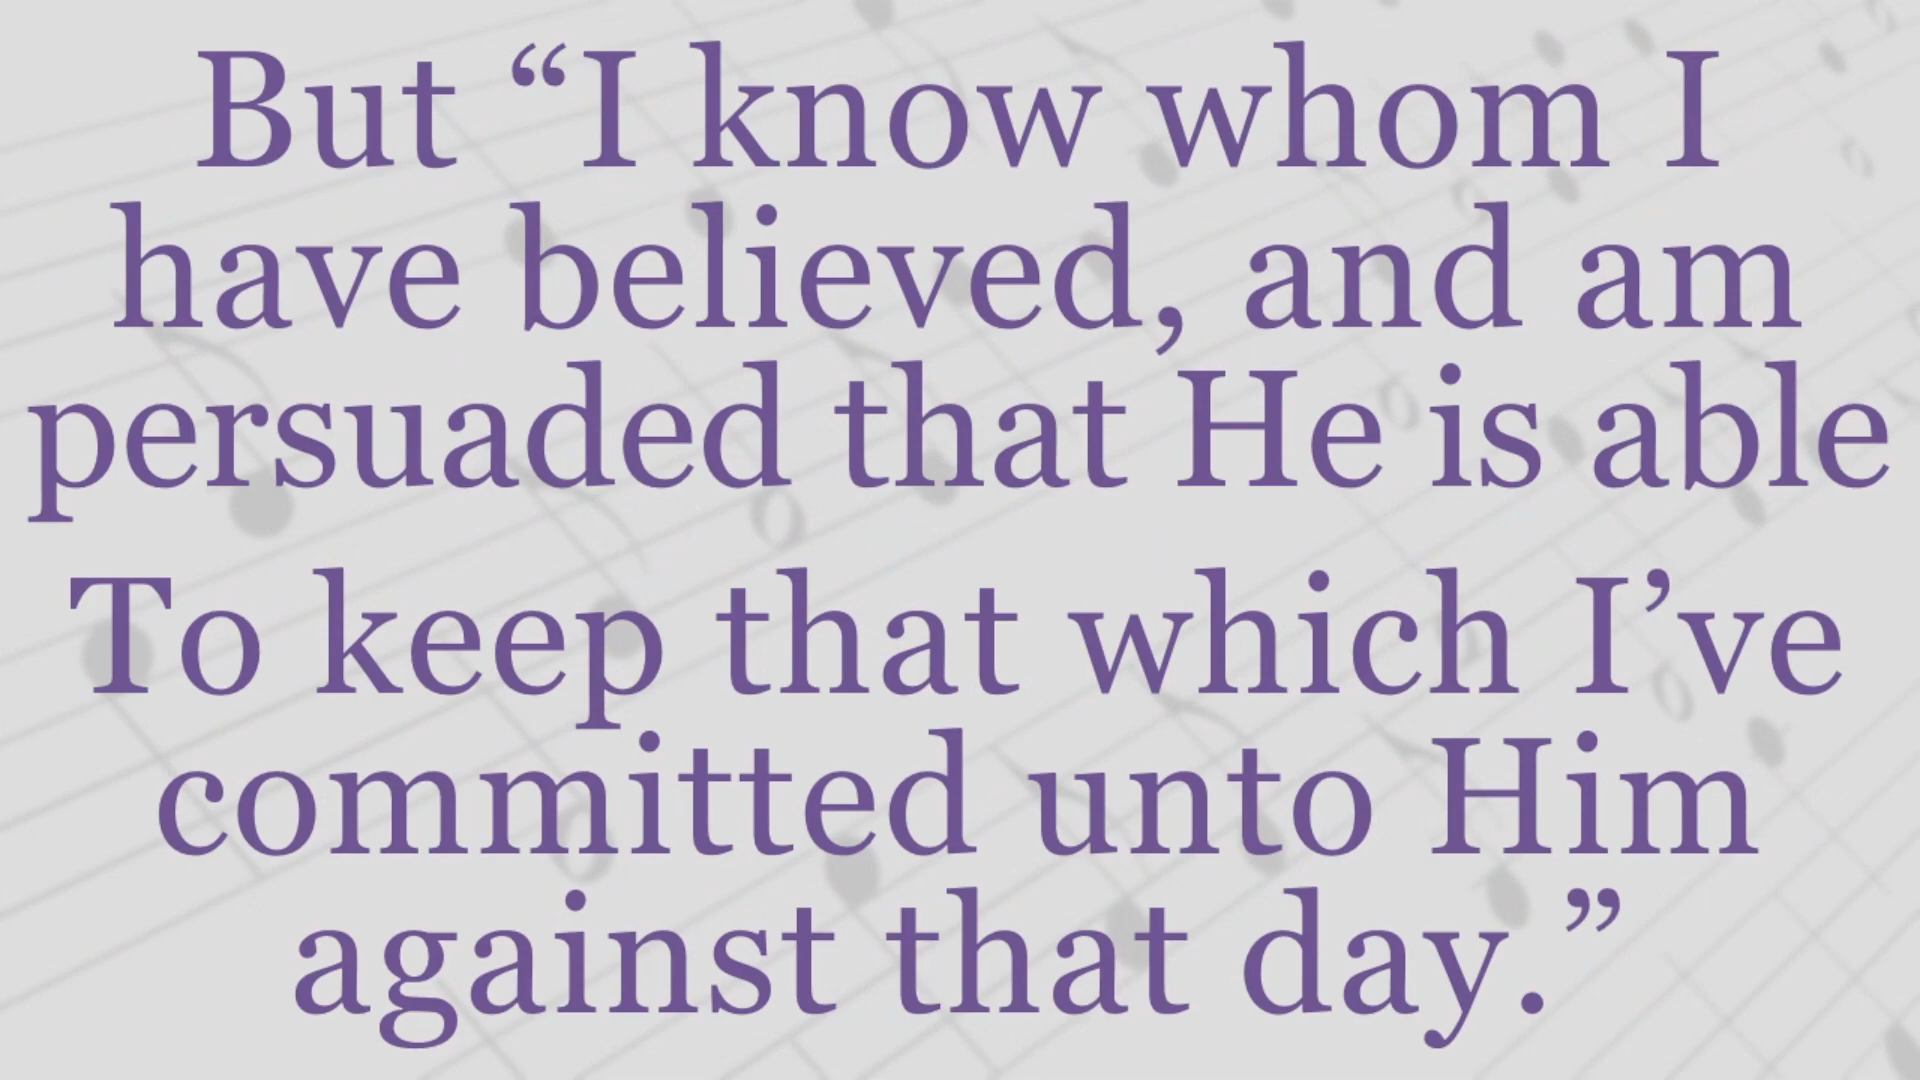 But “I know whom I
have believed, and am
persuaded that He is able
To keep that which I’ve
committed unto Him
against that day.”